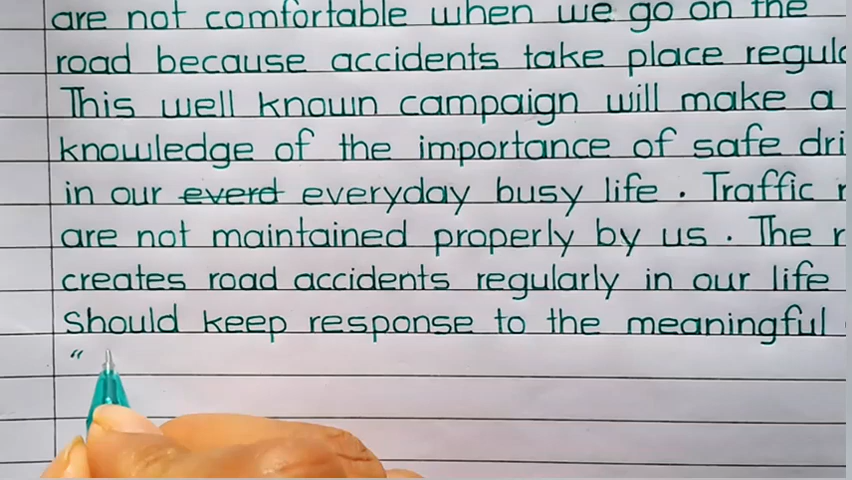 are not comfortable when we go on the
road because accidents take place
This well known campaign will make a
knowledge of the importance of safe
in our everd everyday busy life . Traffic
are not maintained properly by us . The
creates road accidents regularly in our life
Should keep response to the meaningful
“